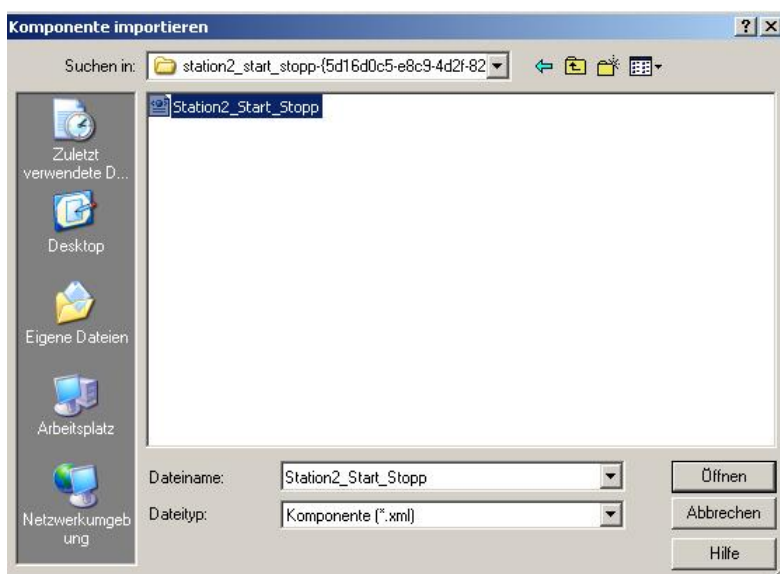 Komponente importieren
Suchen in: station2_start_stopp-{5d16d0c5-e8c9-4d2f-82
Station2_Start_Stopp
Zuletzt
verwendete D...
Desktop
Eigene Dateien
Arbeitsplatz
Netzwerkumgeb
ung
Dateiname: Station2_Start_Stopp Öffnen
Dateityp: Komponente (*.xml) Abbrechen
Hilfe